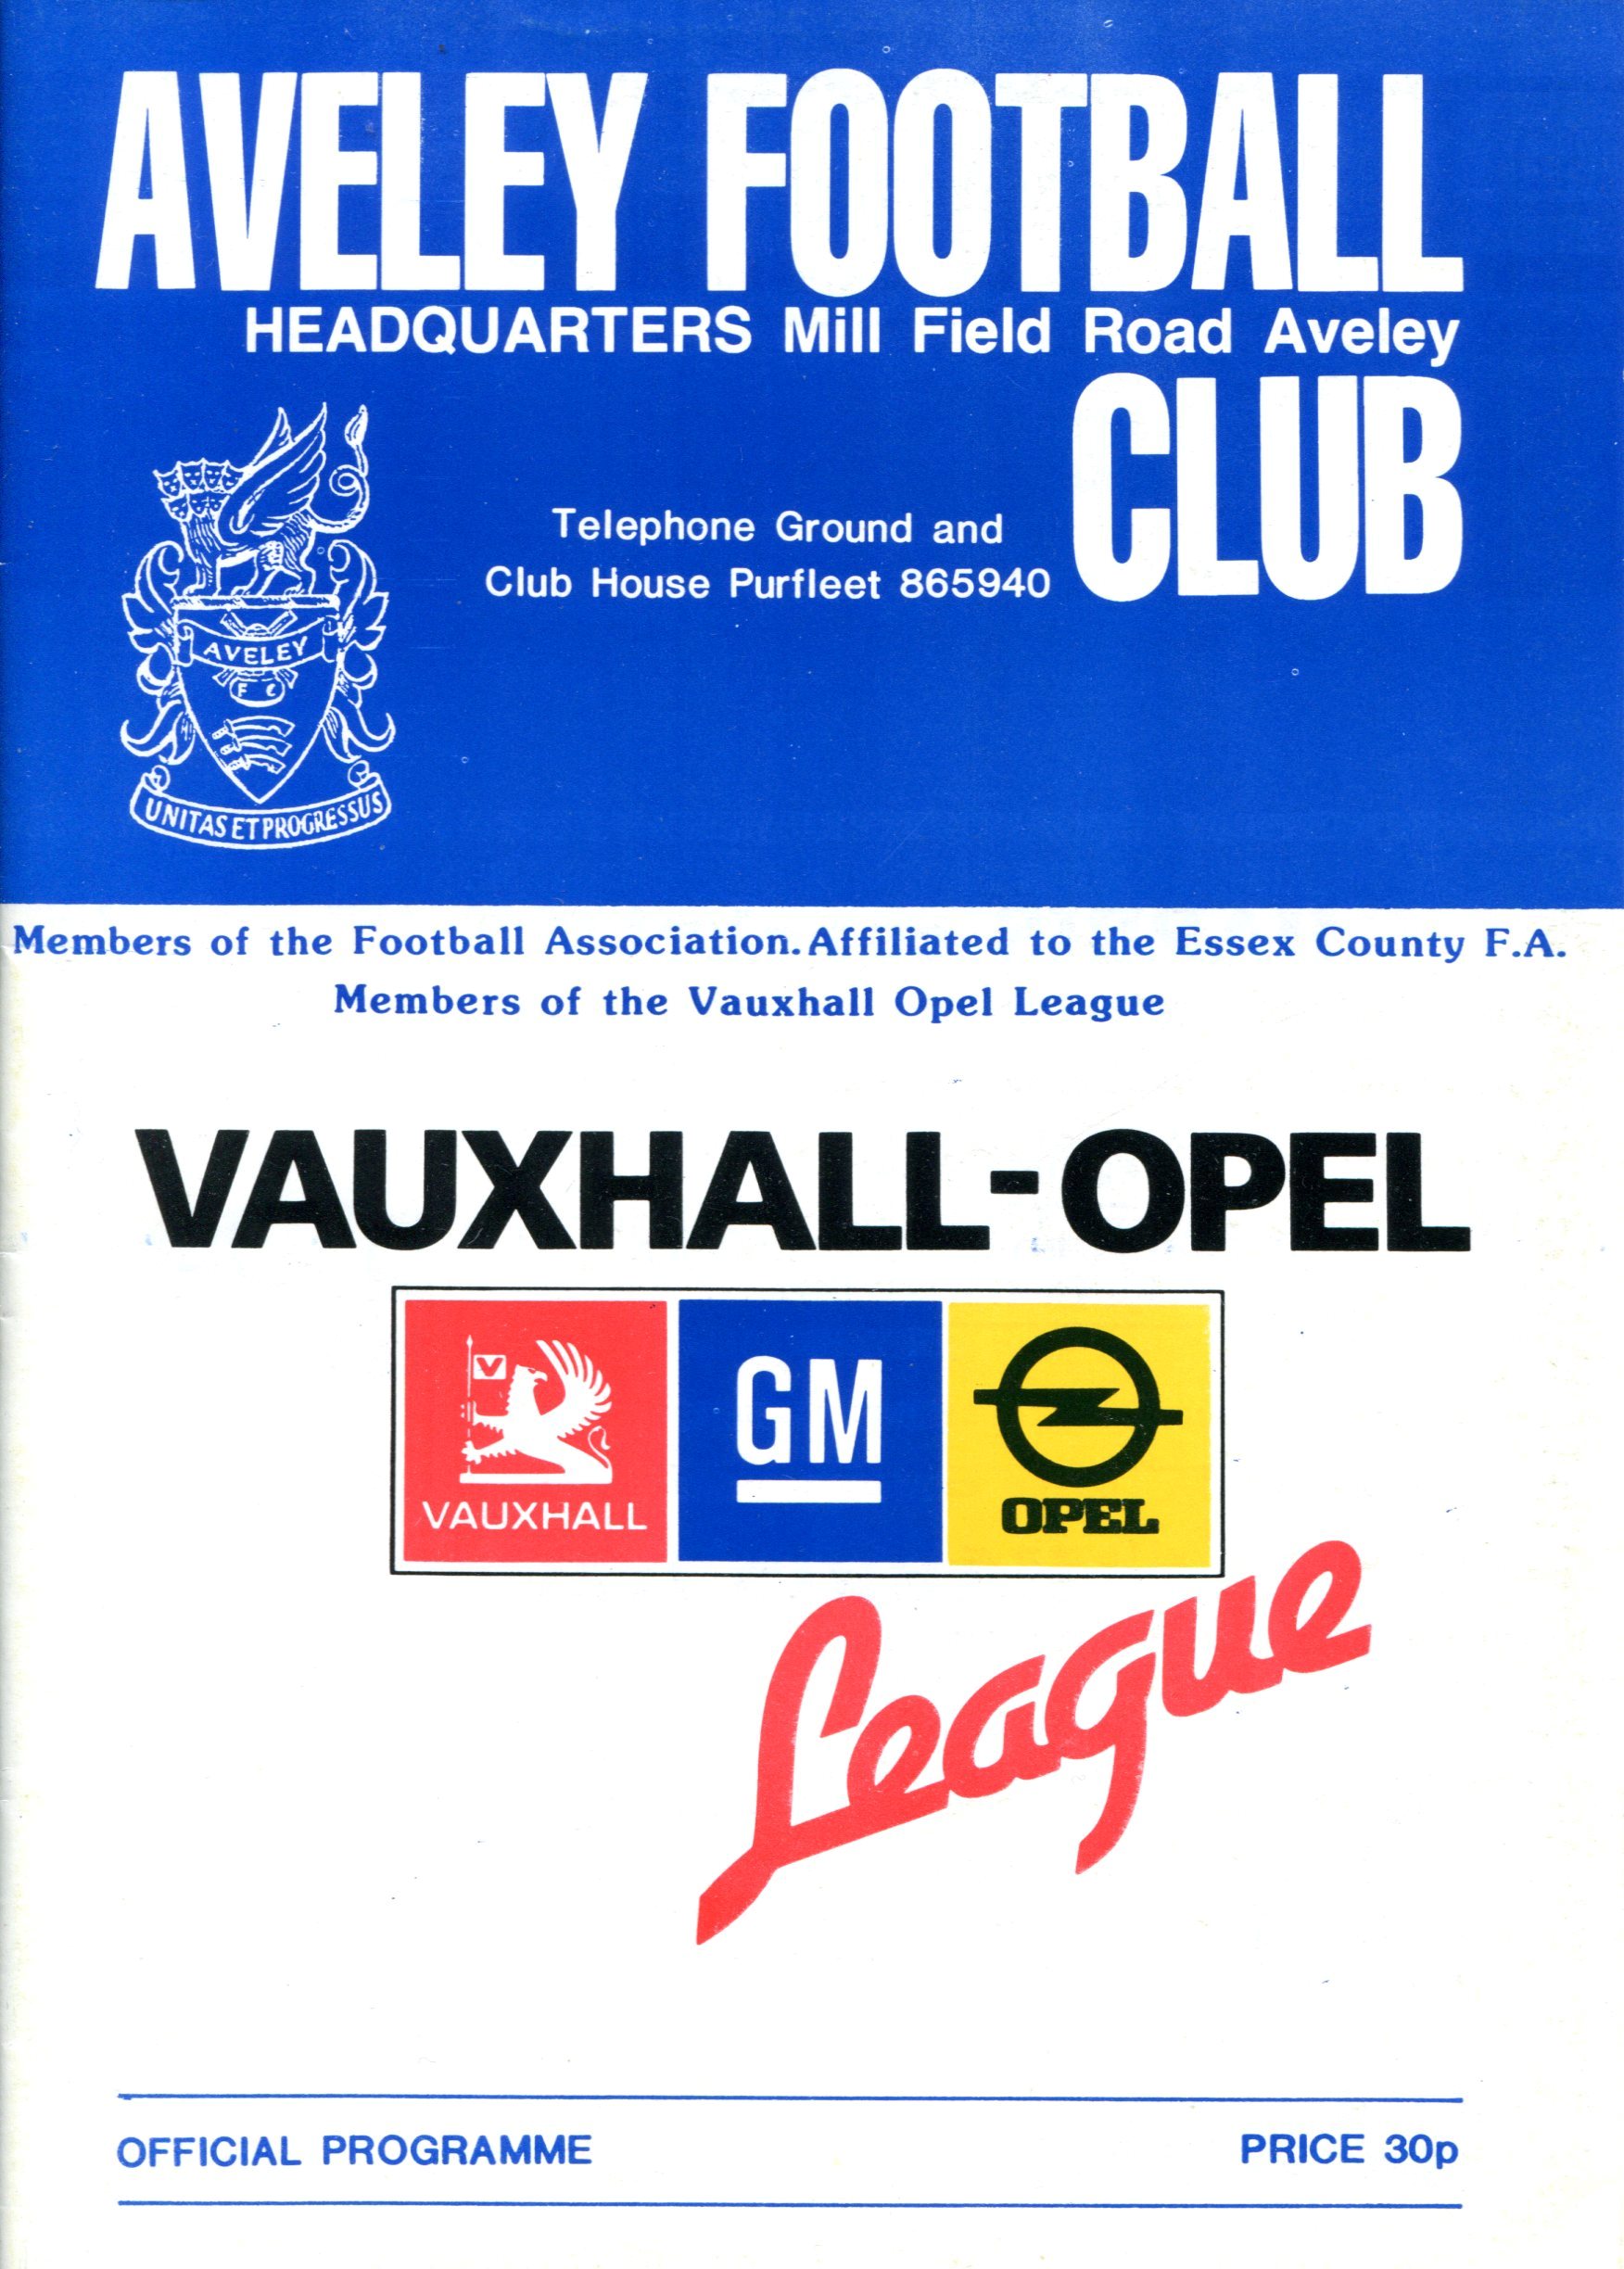 AVELEY FOOTBALL
HEADQUARTERS Mill Field Road Aveley
CLUB
Telephone Ground and
Club House Purfleet 865940
AVELEY
F C
UNITAS ET PROGRESSUS
Members of the Football Association. Affiliated to the Essex County F.A.
Members of the Vauxhall Opel League
VAUXHALL-OPEL
V
VAUXHALL
GM
OPEL
League
OFFICIAL PROGRAMME PRICE 30p